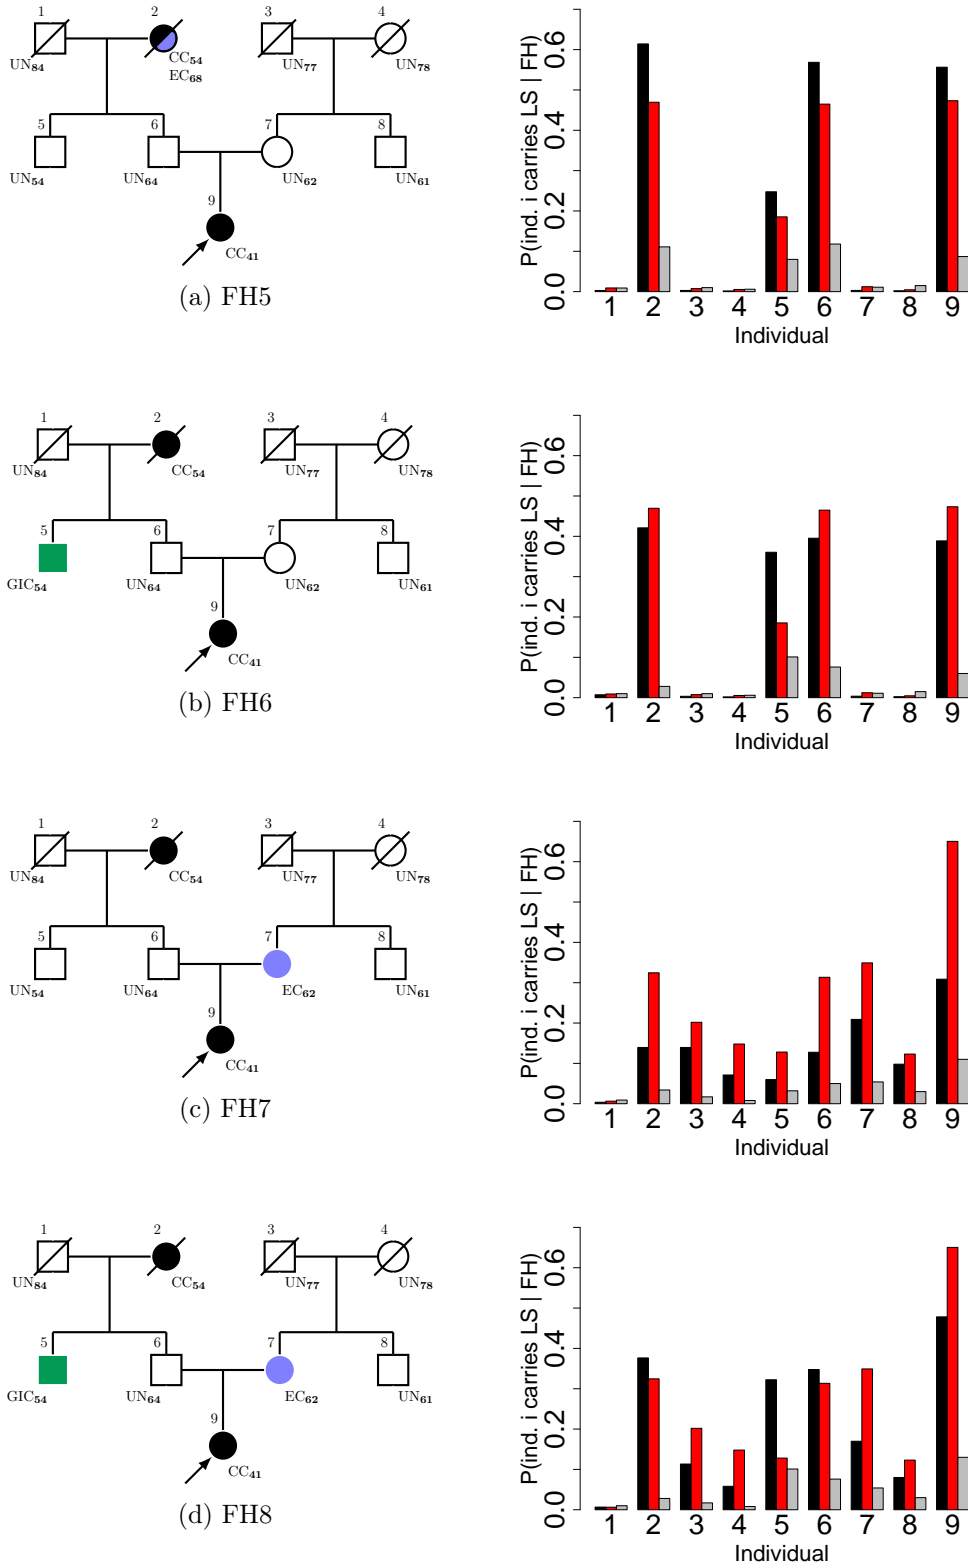 1 2 3 4
UN84 CC54 UN77 UN78
EC68
5 6 7 8
UN54 UN64 UN62 UN61
9
CC41
(a) FH5
P(ind. i carries LS | FH)
0.0 0.2 0.4 0.6
1 2 3 4 5 6 7 8 9
Individual
1 2 3 4
UN84 CC54 UN77 UN78
5 6 7 8
GIC54 UN64 UN62 UN61
9
CC41
(b) FH6
P(ind. i carries LS | FH)
0.0 0.2 0.4 0.6
1 2 3 4 5 6 7 8 9
Individual
1 2 3 4
UN84 CC54 UN77 UN78
5 6 7 8
UN54 UN64 EC62 UN61
9
CC41
(c) FH7
P(ind. i carries LS | FH)
0.0 0.2 0.4 0.6
1 2 3 4 5 6 7 8 9
Individual
1 2 3 4
UN84 CC54 UN77 UN78
5 6 7 8
GIC54 UN64 EC62 UN61
9
CC41
(d) FH8
P(ind. i carries LS | FH)
0.0 0.2 0.4 0.6
1 2 3 4 5 6 7 8 9
Individual